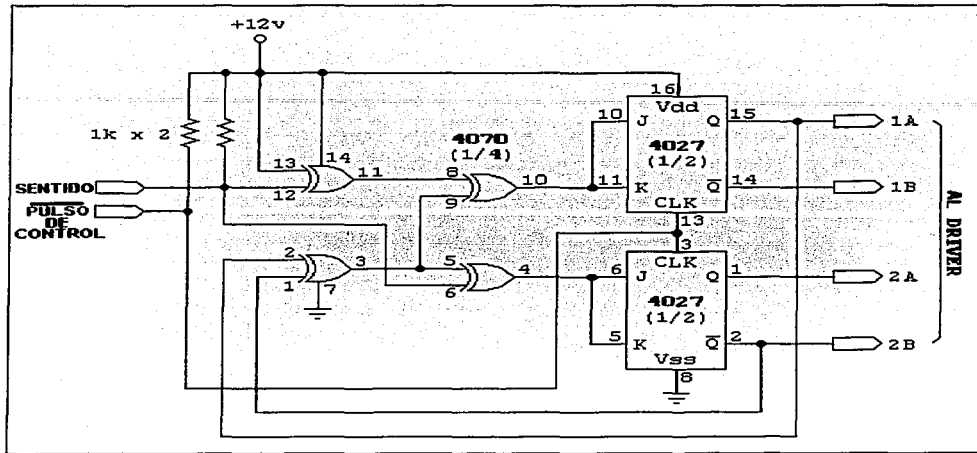 +12v
16
Vdd
10
J
Q
15
1A
1k x 2
4070
(1/4)
4027
(1/2)
13
14
11
8
9
10
SENTIDO
12
11
K
Q
14
1B
CLK
PULSO
DE
CONTROL
13
3
CLK
2
1
3
7
5
6
4
6
J
Q
1
2A
4027
(1/2)
5
K
Q
2
2B
Vss
8
AL DRIVER